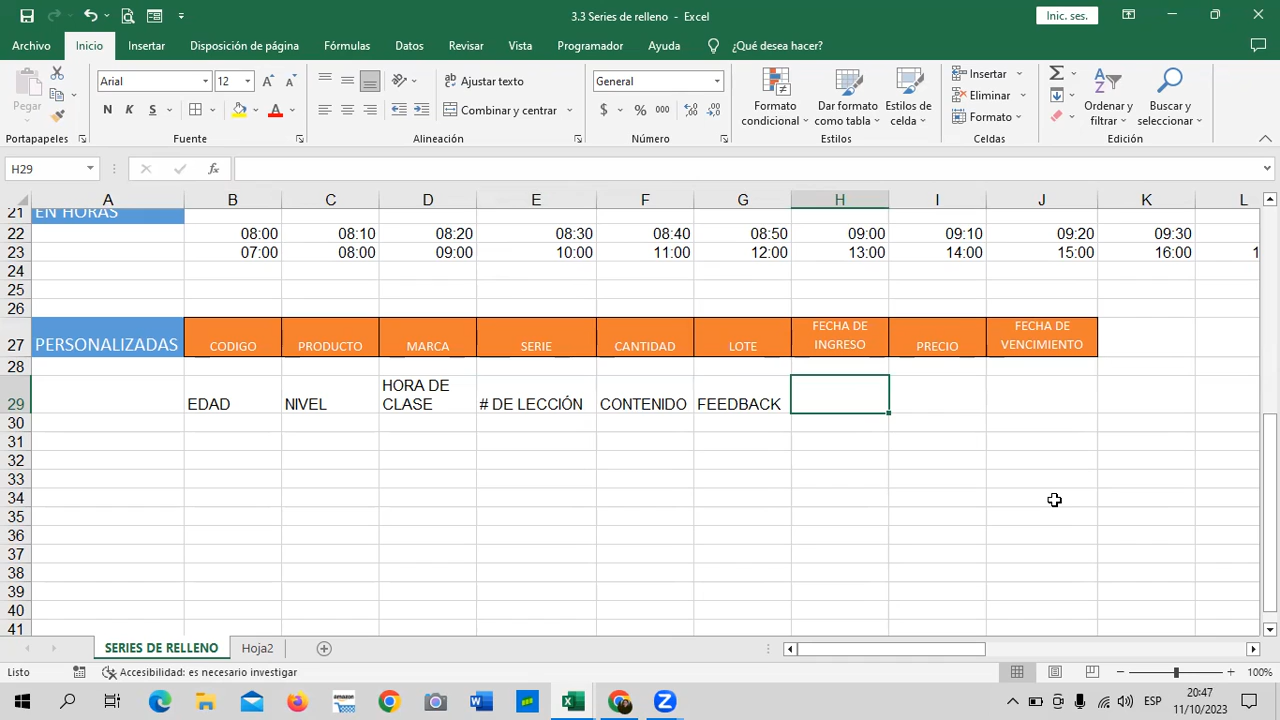 3.3 Series de relleno - Excel
Inic. ses.
Archivo Inicio Insertar Disposición de página Fórmulas Datos Revisar Vista Programador Ayuda ¿Qué desea hacer?
Pegar
Arial 12
N K S
Ajustar texto
Combinar y centrar
General
$ % 000
Formato condicional
Dar formato como tabla
Estilos de celda
Insertar
Eliminar
Formato
Ordenar y filtrar
Buscar y seleccionar
Portapapeles Fuente Alineación Número Estilos Celdas Edición
H29 fx
A B C D E F G H I J K L
21 EN HORAS
22 08:00 08:10 08:20 08:30 08:40 08:50 09:00 09:10 09:20 09:30
23 07:00 08:00 09:00 10:00 11:00 12:00 13:00 14:00 15:00 16:00 1
24
25
26
27 PERSONALIZADAS CODIGO PRODUCTO MARCA SERIE CANTIDAD LOTE FECHA DE INGRESO PRECIO FECHA DE VENCIMIENTO
28
29 EDAD NIVEL HORA DE CLASE # DE LECCIÓN CONTENIDO FEEDBACK
30
31
32
33
34
35
36
37
38
39
40
41
SERIES DE RELLENO Hoja2
Listo Accesibilidad: es necesario investigar 100%
ESP 20:47
11/10/2023